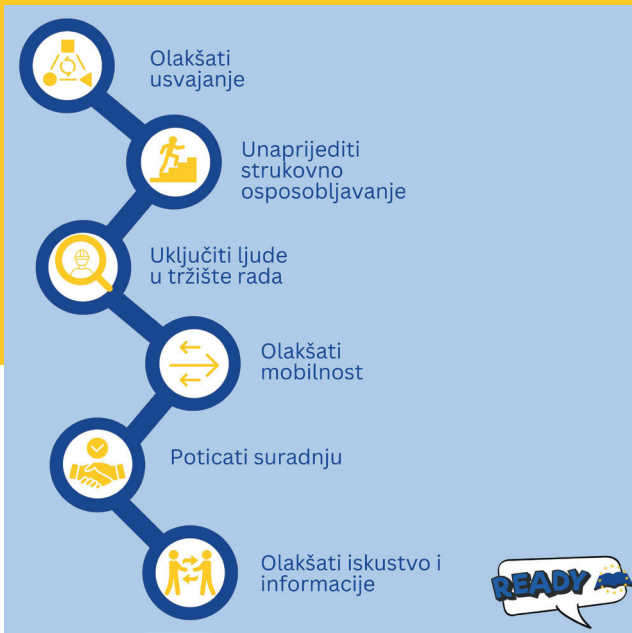 Olakšati
usvajanje
Unaprijediti
strukovno
osposobljavanje
Uključiti ljude
u tržište rada
Olakšati
mobilnost
Poticati suradnju
Olakšati iskustvo i
informacije
READY